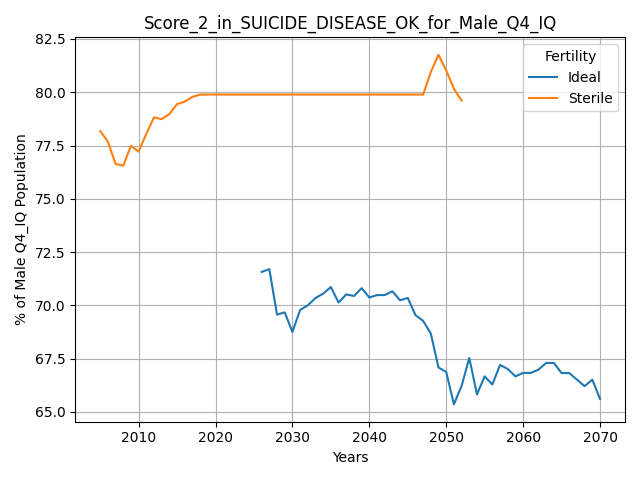 Score_2_in_SUICIDE_DISEASE_OK_for_Male_Q4_IQ
Fertility
Ideal
Sterile
% of Male Q4_IQ Population
82.5
80.0
77.5
75.0
72.5
70.0
67.5
65.0
2010 2020 2030 2040 2050 2060 2070
Years